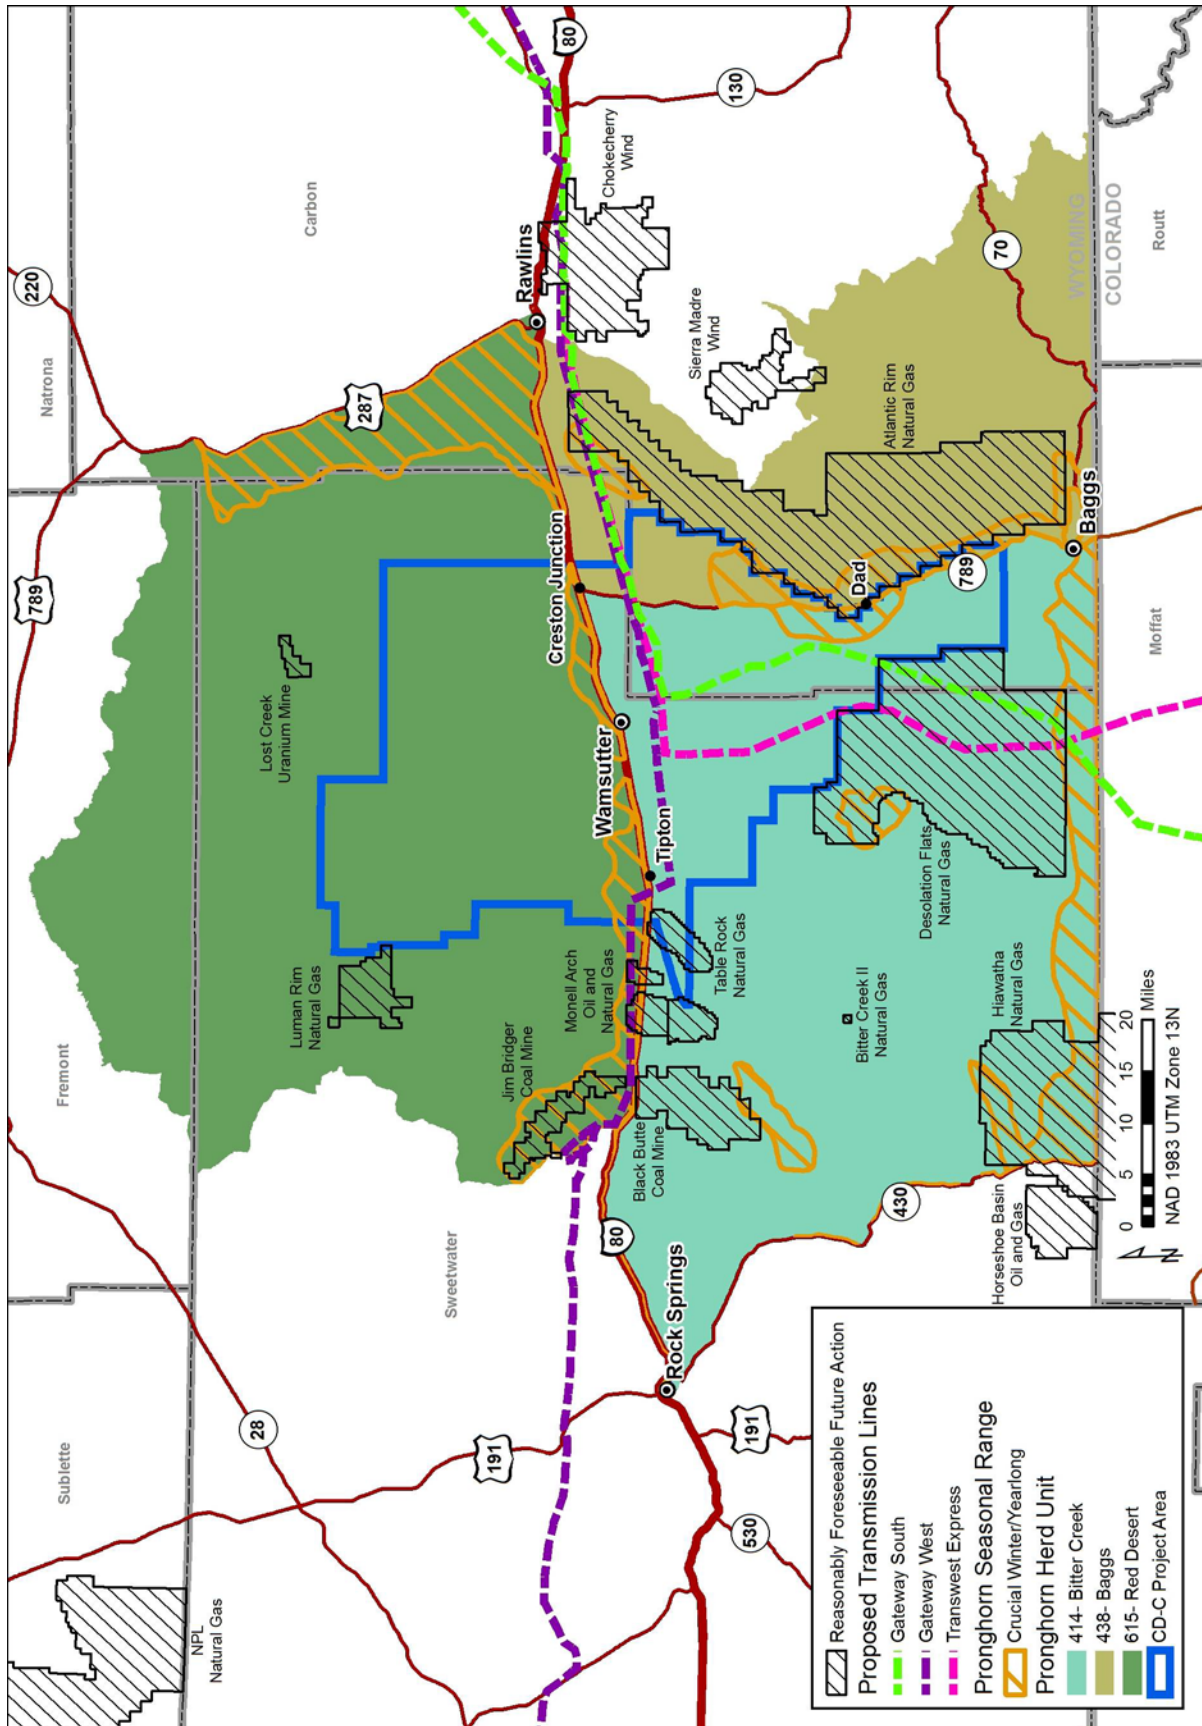 Sublette
NPL
Natural Gas
28
191
Fremont
789
Natrona
220
287
Carbon
Lost Creek
Uranium Mine
Luman Rim
Natural Gas
Sweetwater
Jim Bridger
Coal Mine
Monell Arch
Oil and
Natural Gas
Creston Junction
Rawlins
80
130
Chokecherry
Wind
Wamsutter
Tipton
80
Rock Springs
Black Butte
Coal Mine
Table Rock
Natural Gas
Sierra Madre
Wind
191
530
Bitter Creek II
Natural Gas
Desolation Flats
Natural Gas
Dad
789
Atlantic Rim
Natural Gas
70
430
Hiawatha
Natural Gas
Horseshoe Basin
Oil and Gas
Baggs
WYOMING
COLORADO
Moffat
Routt
Reasonably Foreseeable Future Action
Proposed Transmission Lines
Gateway South
Gateway West
Transwest Express
Pronghorn Seasonal Range
Crucial Winter/Yearlong
Pronghorn Herd Unit
414- Bitter Creek
438- Baggs
615- Red Desert
CD-C Project Area
N
0 5 10 15 20
Miles
NAD 1983 UTM Zone 13N